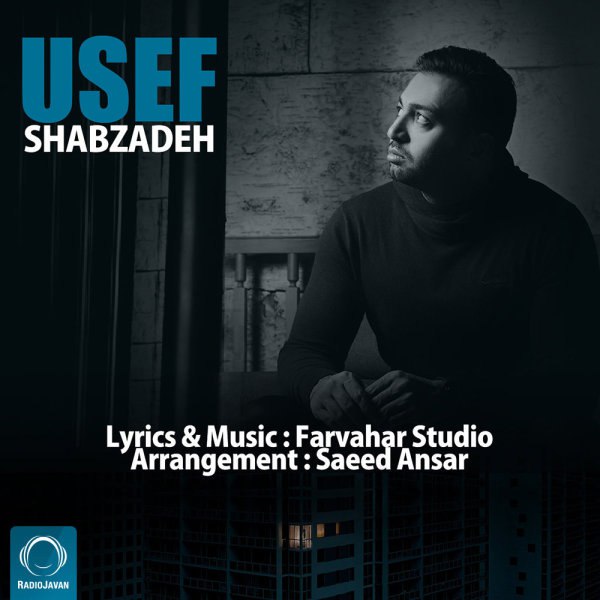 USEF
SHABZADEH
Lyrics & Music : Farvahar Studio
Arrangement : Saeed Ansar
RADIOJAVAN